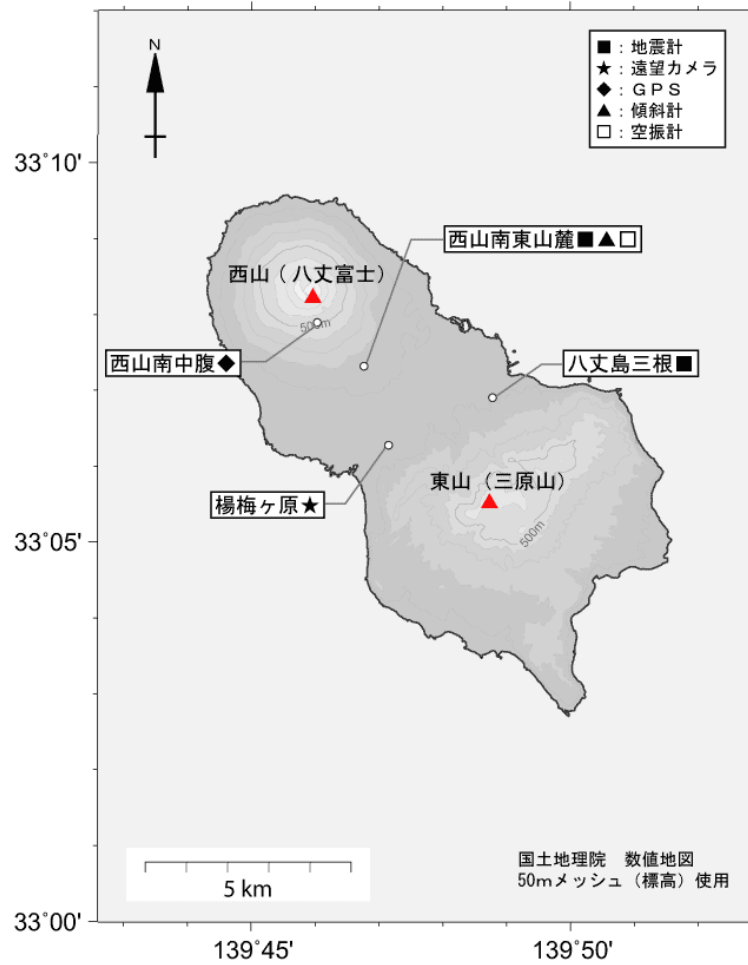 N
■：地震計
★：遠望カメラ
◆：ＧＰＳ
▲：傾斜計
□：空振計
33°10'
西山南東山麓■▲□
西山（八丈富士）
500m
西山南中腹◆
八丈島三根■
東山（三原山）
楊梅ヶ原★
500m
33°05'
5 km
国土地理院　数値地図
50mメッシュ（標高）使用
33°00'
139°45'
139°50'